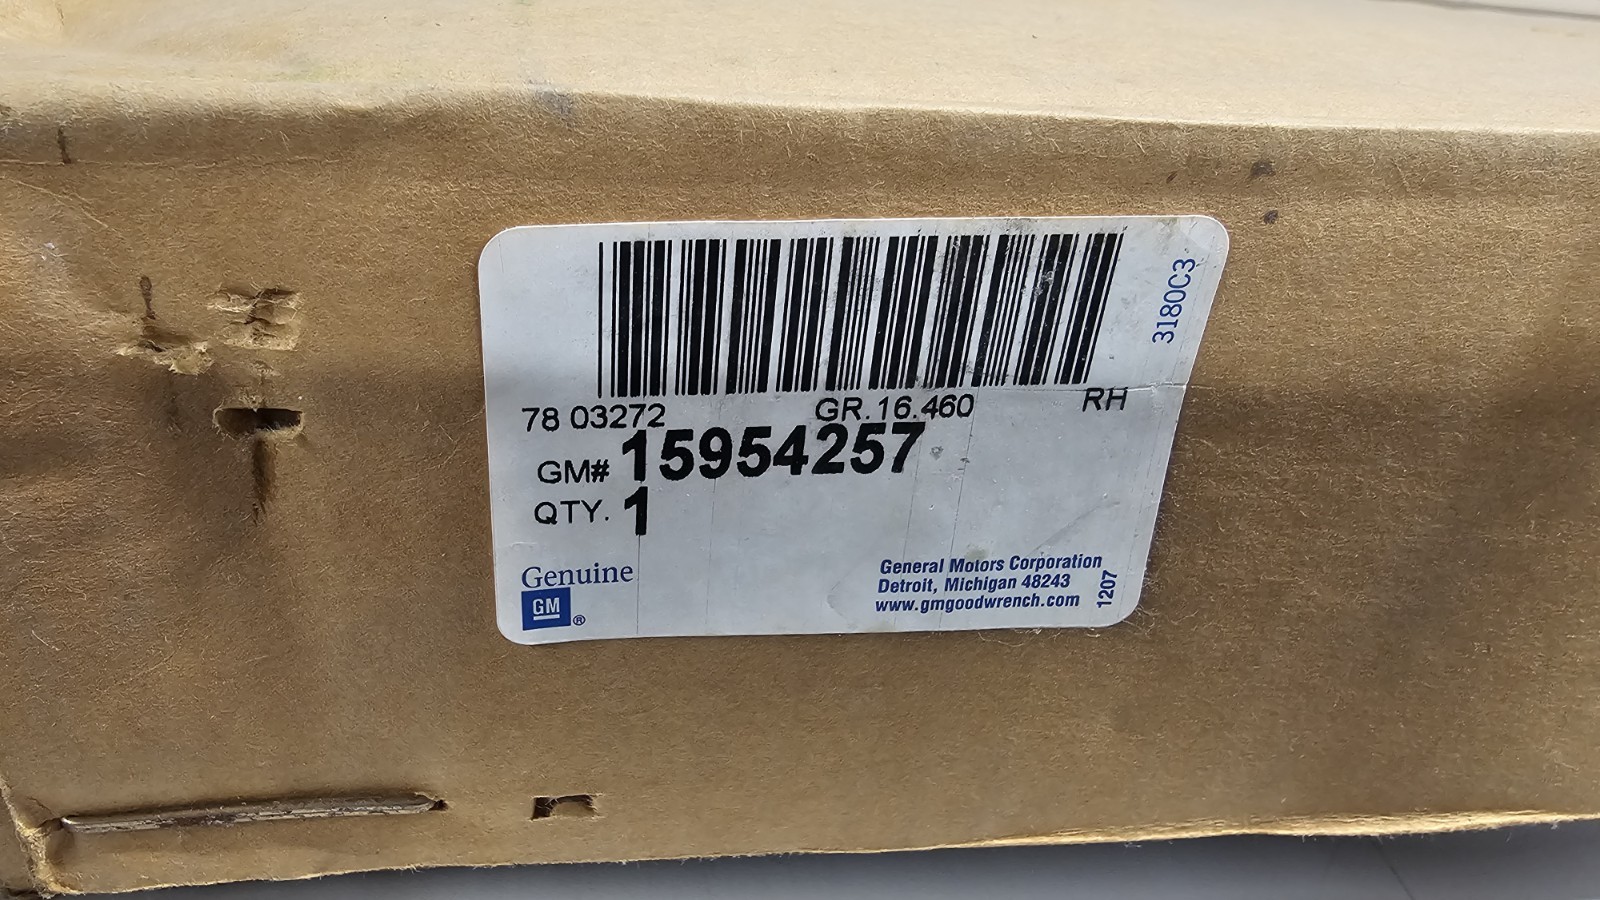 3180C3
78 03272 GR.16.460 RH
GM# 15954257
QTY. 1
Genuine
GM ®
General Motors Corporation
Detroit, Michigan 48243
www.gmgoodwrench.com
1207